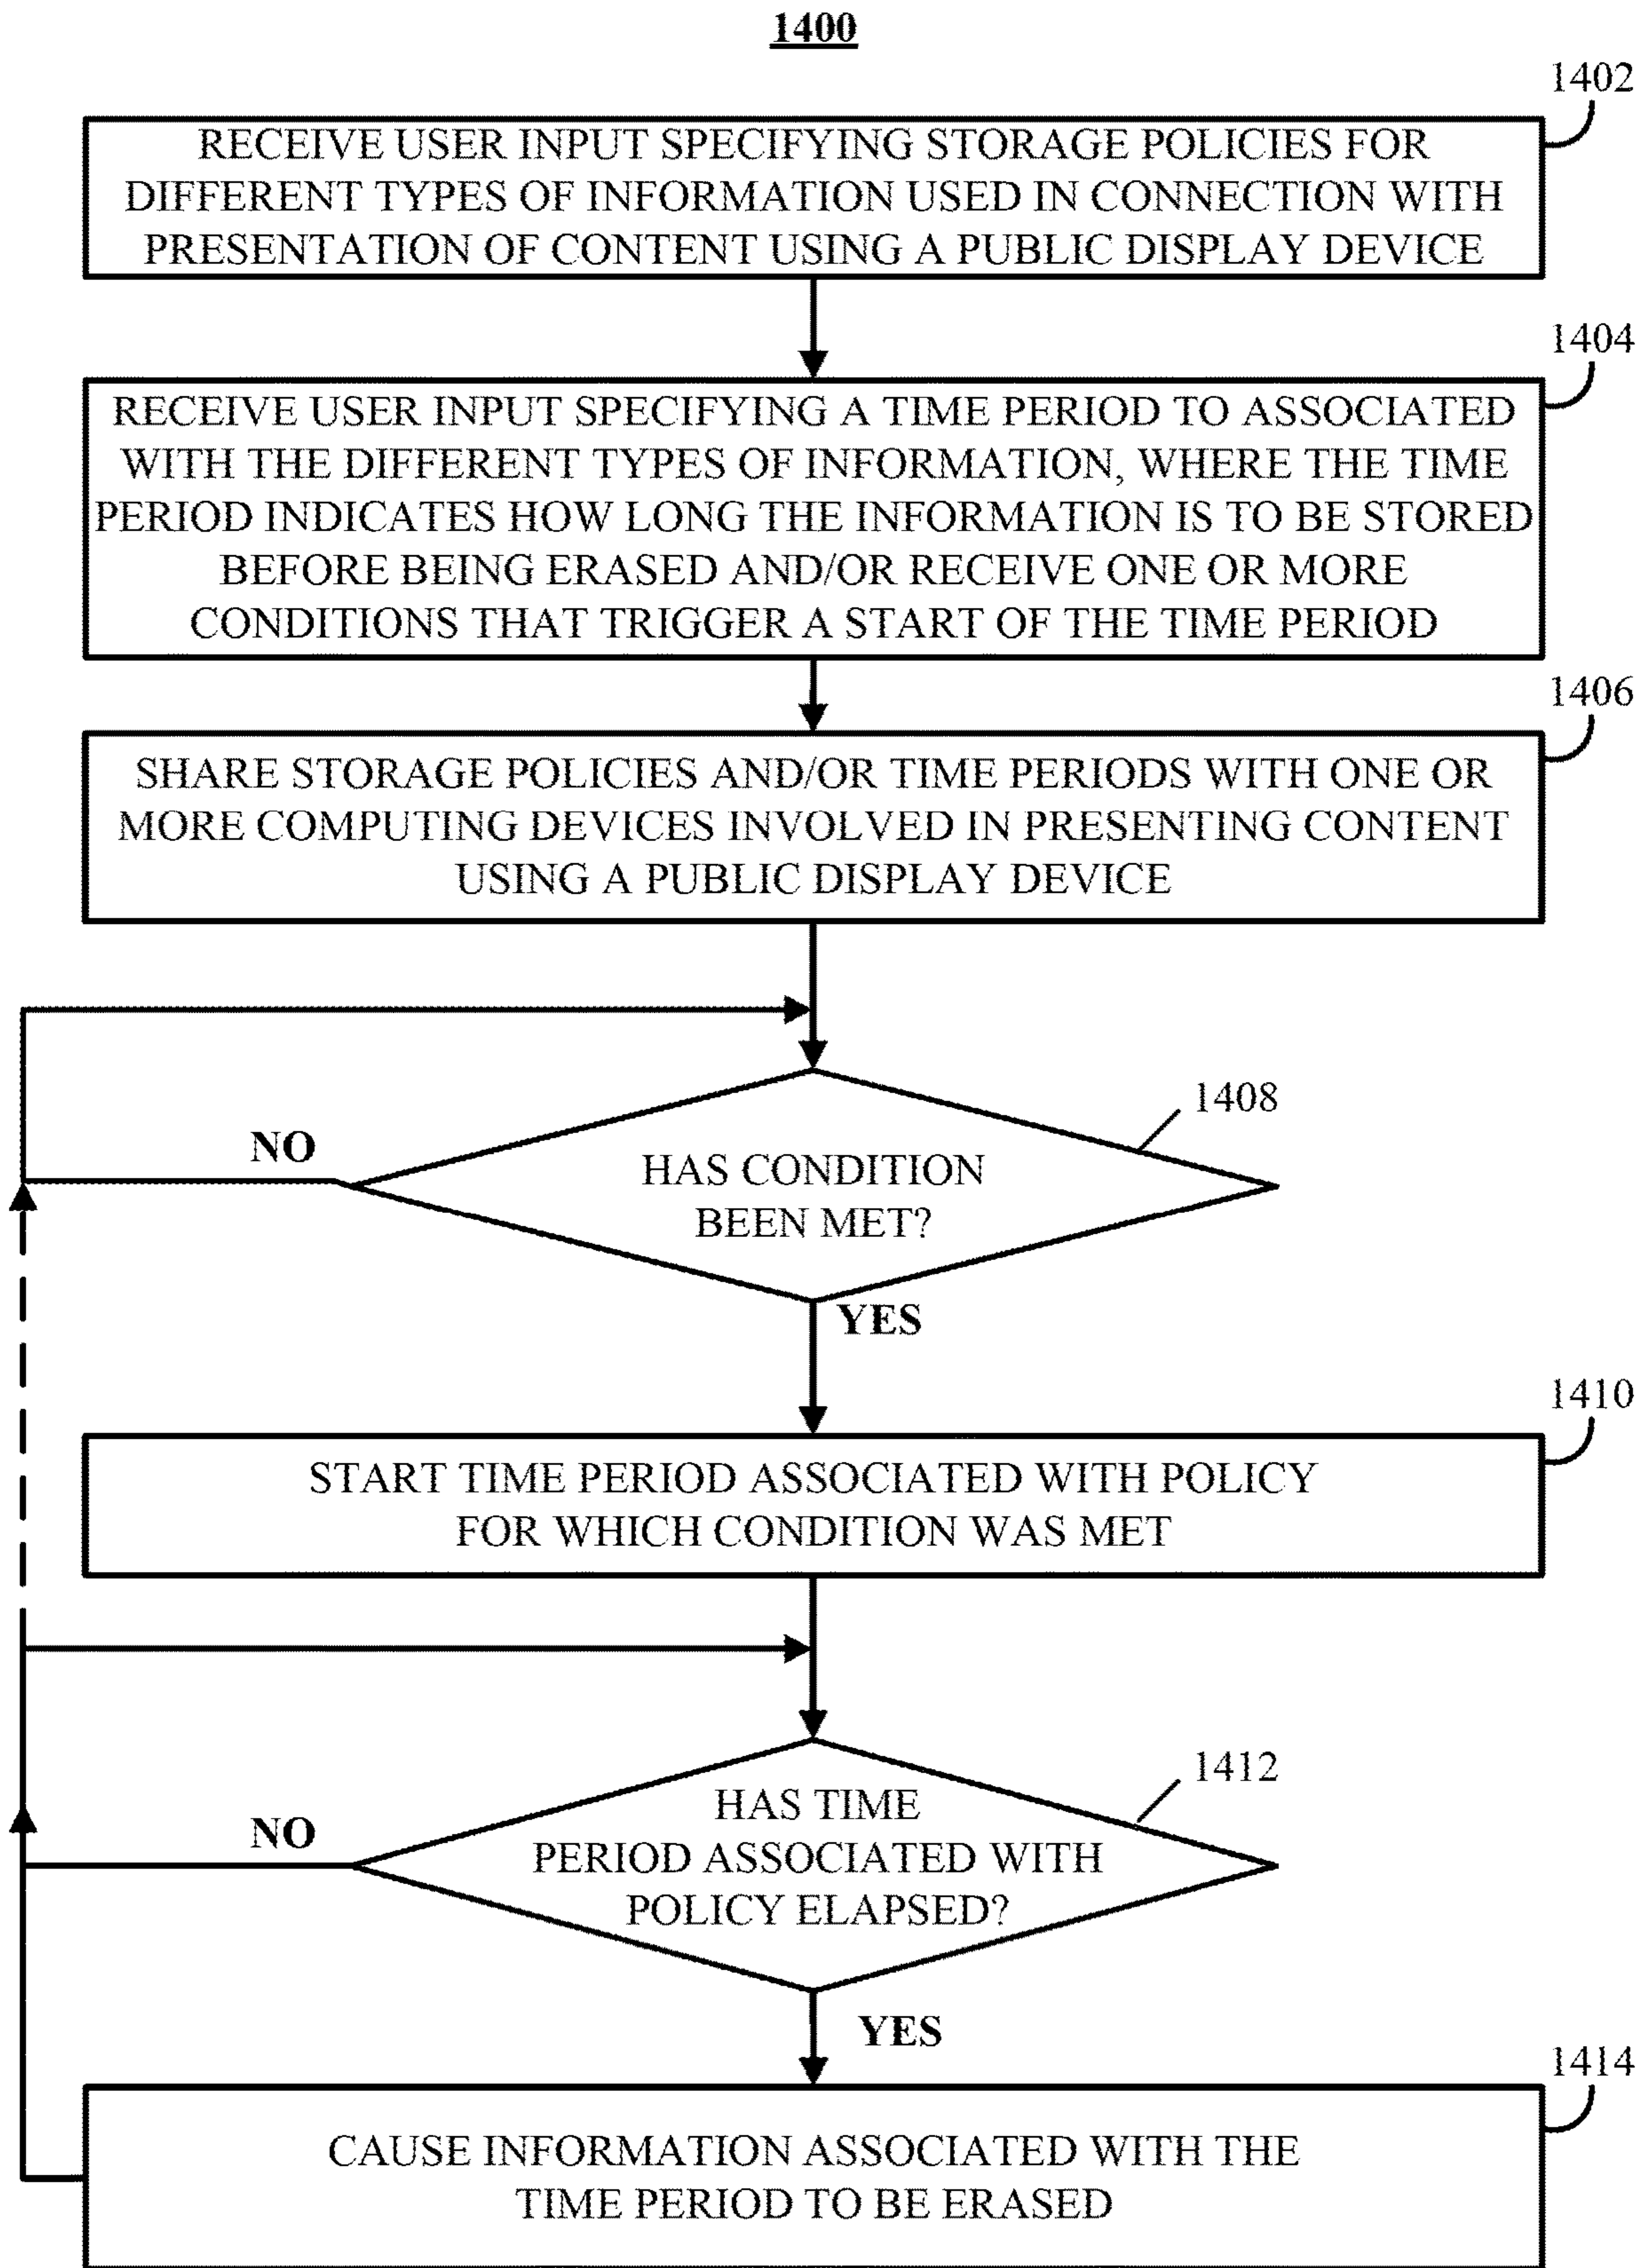 1400
1402
RECEIVE USER INPUT SPECIFYING STORAGE POLICIES FOR
DIFFERENT TYPES OF INFORMATION USED IN CONNECTION WITH
PRESENTATION OF CONTENT USING A PUBLIC DISPLAY DEVICE
1404
RECEIVE USER INPUT SPECIFYING A TIME PERIOD TO ASSOCIATED
WITH THE DIFFERENT TYPES OF INFORMATION, WHERE THE TIME
PERIOD INDICATES HOW LONG THE INFORMATION IS TO BE STORED
BEFORE BEING ERASED AND/OR RECEIVE ONE OR MORE
CONDITIONS THAT TRIGGER A START OF THE TIME PERIOD
1406
SHARE STORAGE POLICIES AND/OR TIME PERIODS WITH ONE OR
MORE COMPUTING DEVICES INVOLVED IN PRESENTING CONTENT
USING A PUBLIC DISPLAY DEVICE
1408
NO
HAS CONDITION
BEEN MET?
YES
1410
START TIME PERIOD ASSOCIATED WITH POLICY
FOR WHICH CONDITION WAS MET
1412
NO
HAS TIME
PERIOD ASSOCIATED WITH
POLICY ELAPSED?
YES
1414
CAUSE INFORMATION ASSOCIATED WITH THE
TIME PERIOD TO BE ERASED